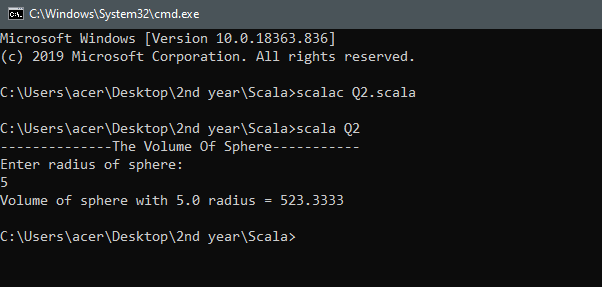 C:\Windows\System32\cmd.exe
Microsoft Windows [Version 10.0.18363.836]
(c) 2019 Microsoft Corporation. All rights reserved.
C:\Users\acer\Desktop\2nd year\Scala>scalac Q2.scala
C:\Users\acer\Desktop\2nd year\Scala>scala Q2
--------------The Volume Of Sphere-----------
Enter radius of sphere:
5
Volume of sphere with 5.0 radius = 523.3333
C:\Users\acer\Desktop\2nd year\Scala>